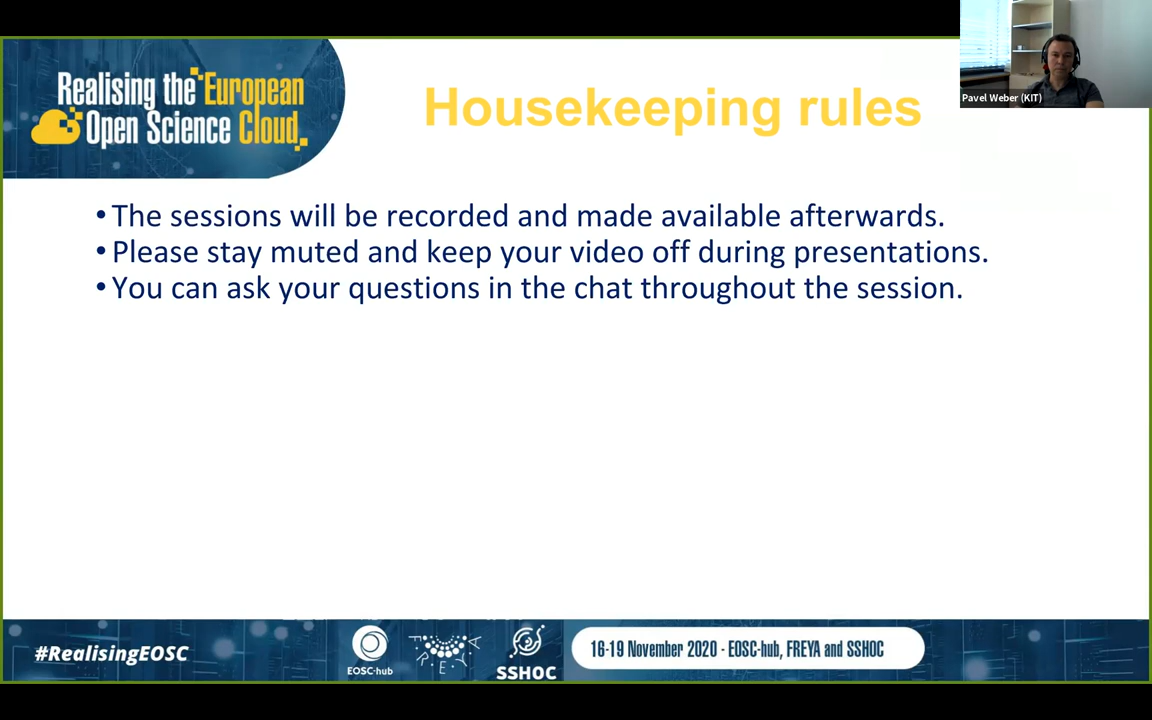 Realising the European
Open Science Cloud
Housekeeping rules
Pavel Weber (KIT)
• The sessions will be recorded and made available afterwards.
• Please stay muted and keep your video off during presentations.
• You can ask your questions in the chat throughout the session.
#RealisingEOSC
EOSC-hub
FREYA
SSHOC
16-19 November 2020 - EOSC-hub, FREYA and SSHOC